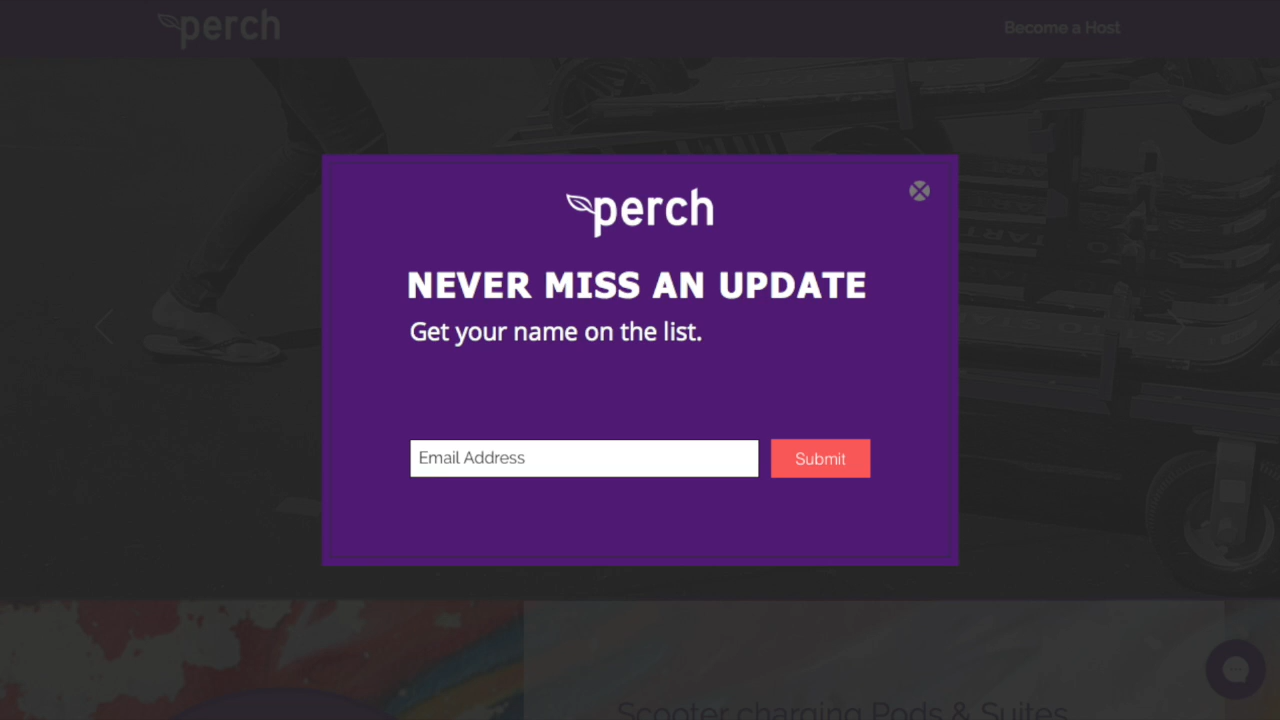 perch
Become a Host
perch
NEVER MISS AN UPDATE
Get your name on the list.
Email Address
Submit
Scooter charging Pods & Suites